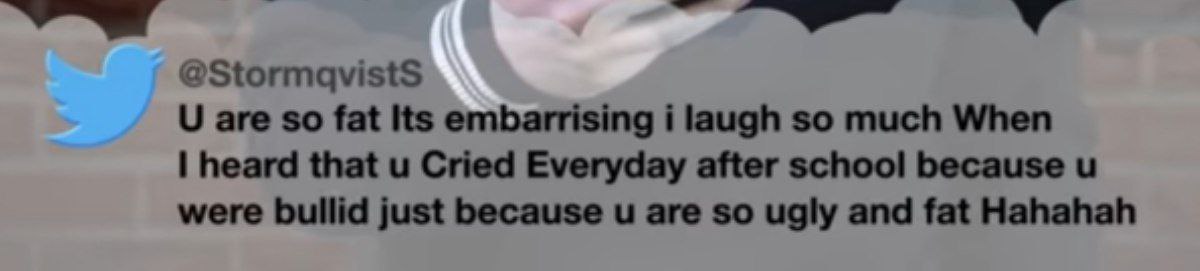 @StormqvistS
U are so fat Its embarrising i laugh so much When
I heard that u Cried Everyday after school because u
were bullid just because u are so ugly and fat Hahahah